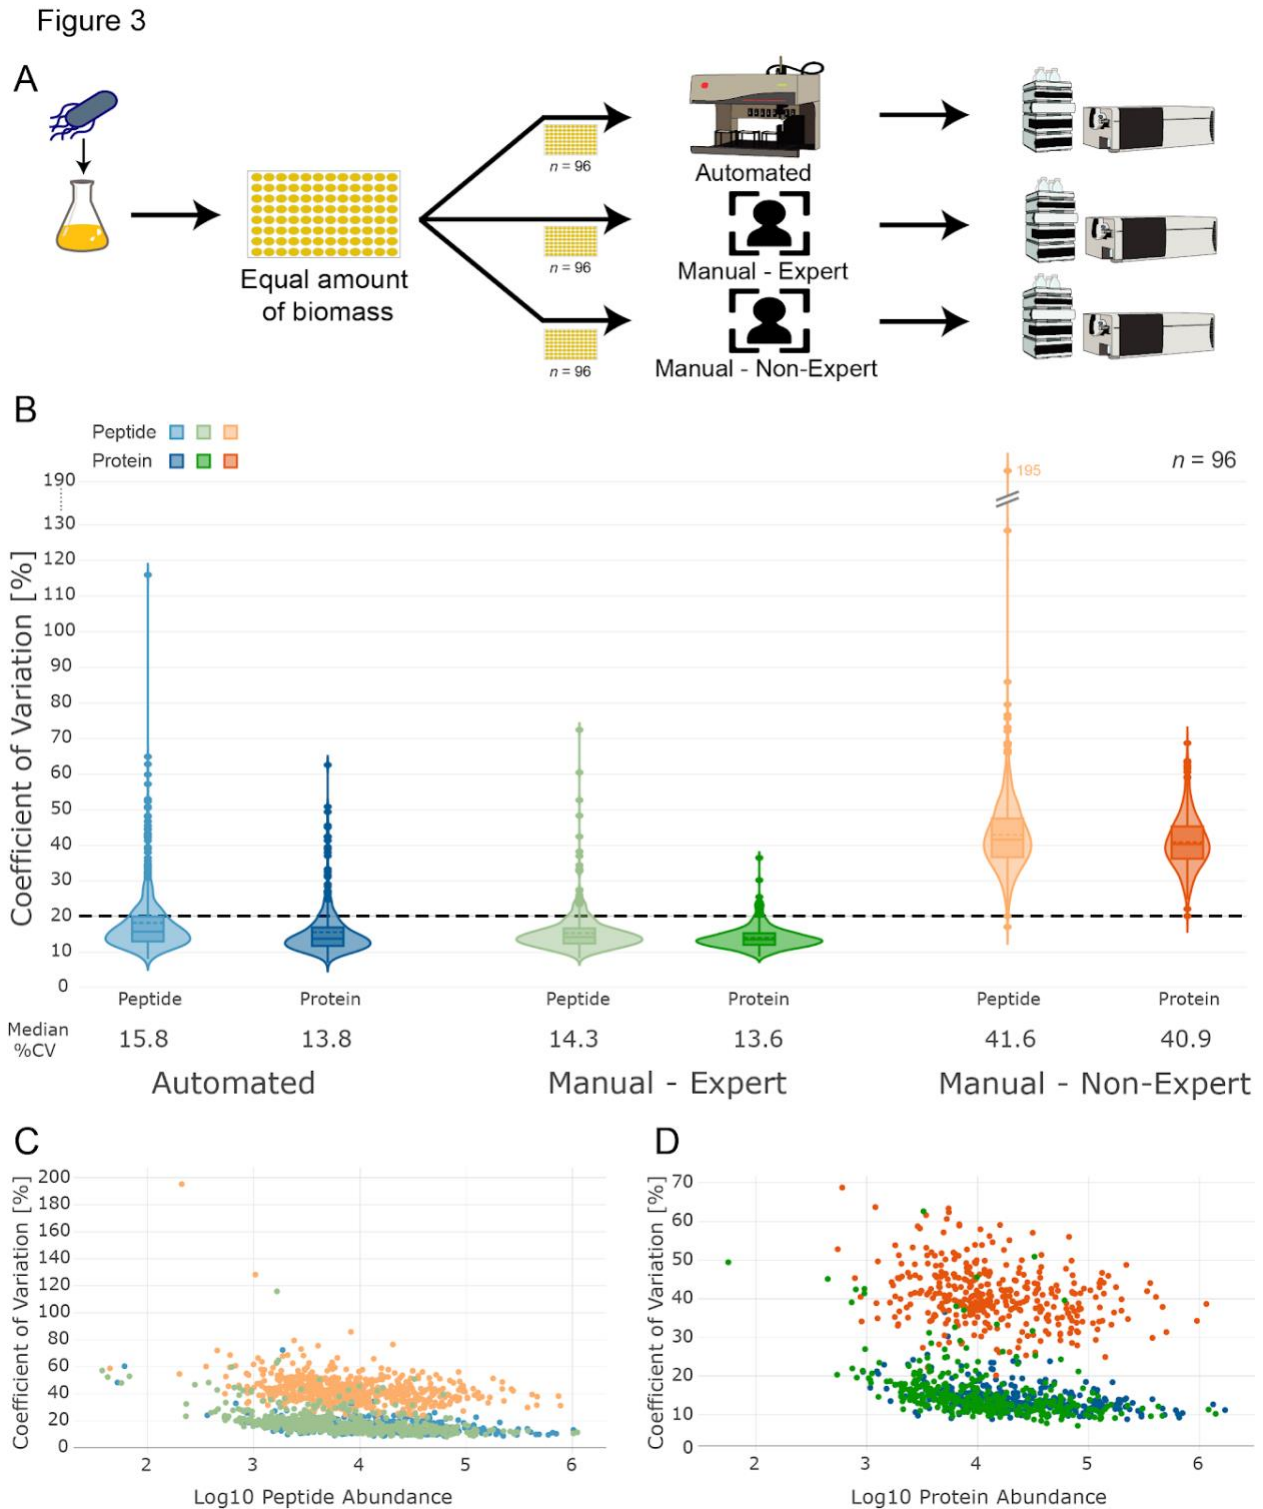 Figure 3
A
n = 96
Automated
Equal amount
of biomass
n = 96
Manual - Expert
n = 96
Manual - Non-Expert
B
Peptide
Protein
n = 96
195
Coefficient of Variation [%]
190
130
120
110
100
90
80
70
60
50
40
30
20
10
0
Peptide Protein Peptide Protein Peptide Protein
Median
%CV
15.8 13.8 14.3 13.6 41.6 40.9
Automated Manual - Expert Manual - Non-Expert
C
Coefficient of Variation [%]
200
180
160
140
120
100
80
60
40
20
0
2 3 4 5 6
Log10 Peptide Abundance
D
Coefficient of Variation [%]
70
60
50
40
30
20
10
0
2 3 4 5 6
Log10 Protein Abundance